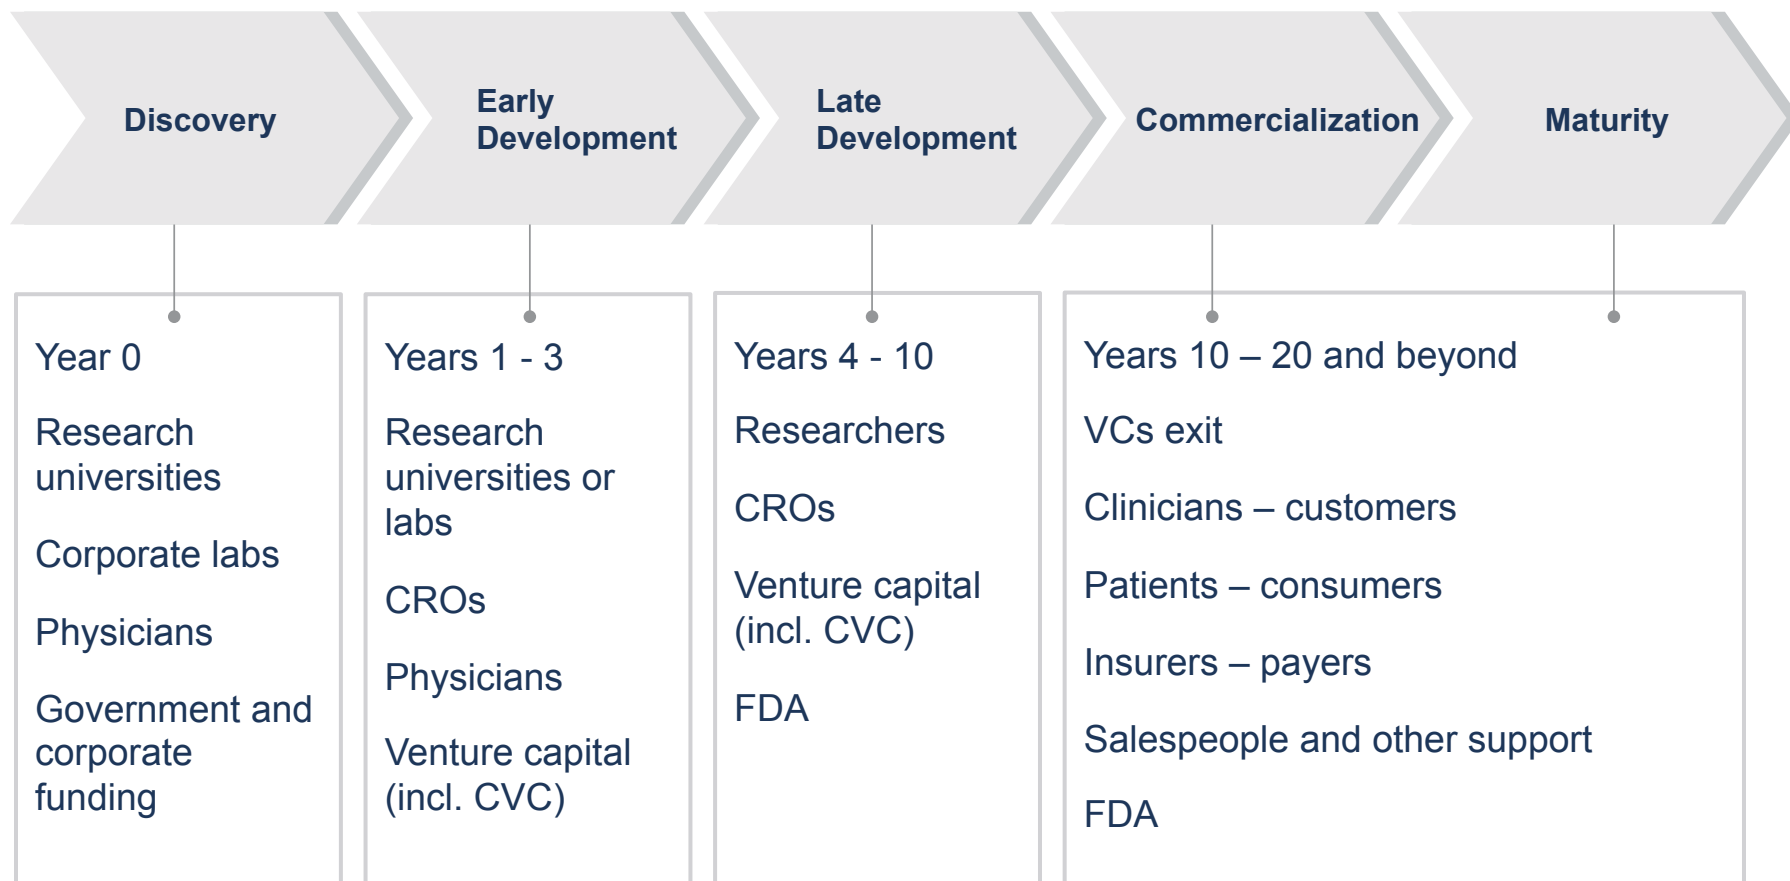 Discovery
Early
Development
Late
Development
Commercialization
Maturity
Year 0
Research
universities
Corporate labs
Physicians
Government and
corporate
funding
Years 1 - 3
Research
universities or
labs
CROs
Physicians
Venture capital
(incl. CVC)
Years 4 - 10
Researchers
CROs
Venture capital
(incl. CVC)
FDA
Years 10 – 20 and beyond
VCs exit
Clinicians – customers
Patients – consumers
Insurers – payers
Salespeople and other support
FDA